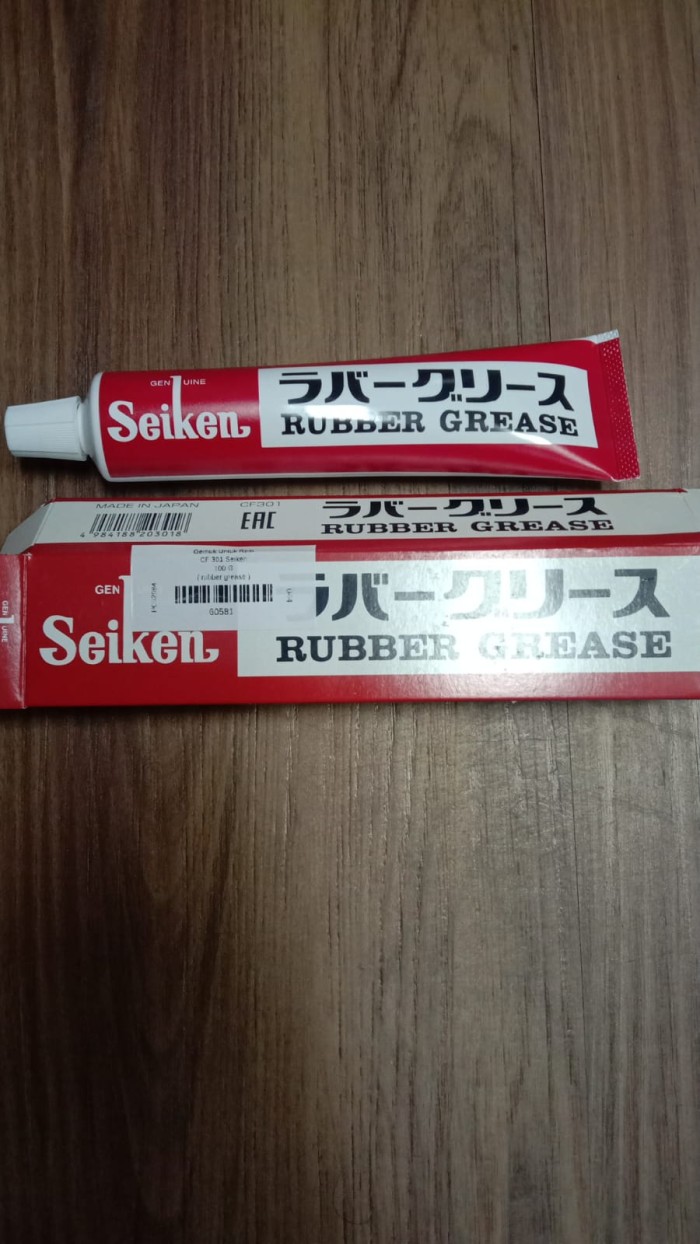 GENUINE
Seiken
ラバーグリース
RUBBER GREASE
MADE IN JAPAN
CF301
4 984188 203018
EAC
ラバーグリース
RUBBER GREASE
CF 301 Seiken
100 G
( rubber grease )
G0581
GEN
Seiken
ラバーグリース
RUBBER GREASE
GENUINE